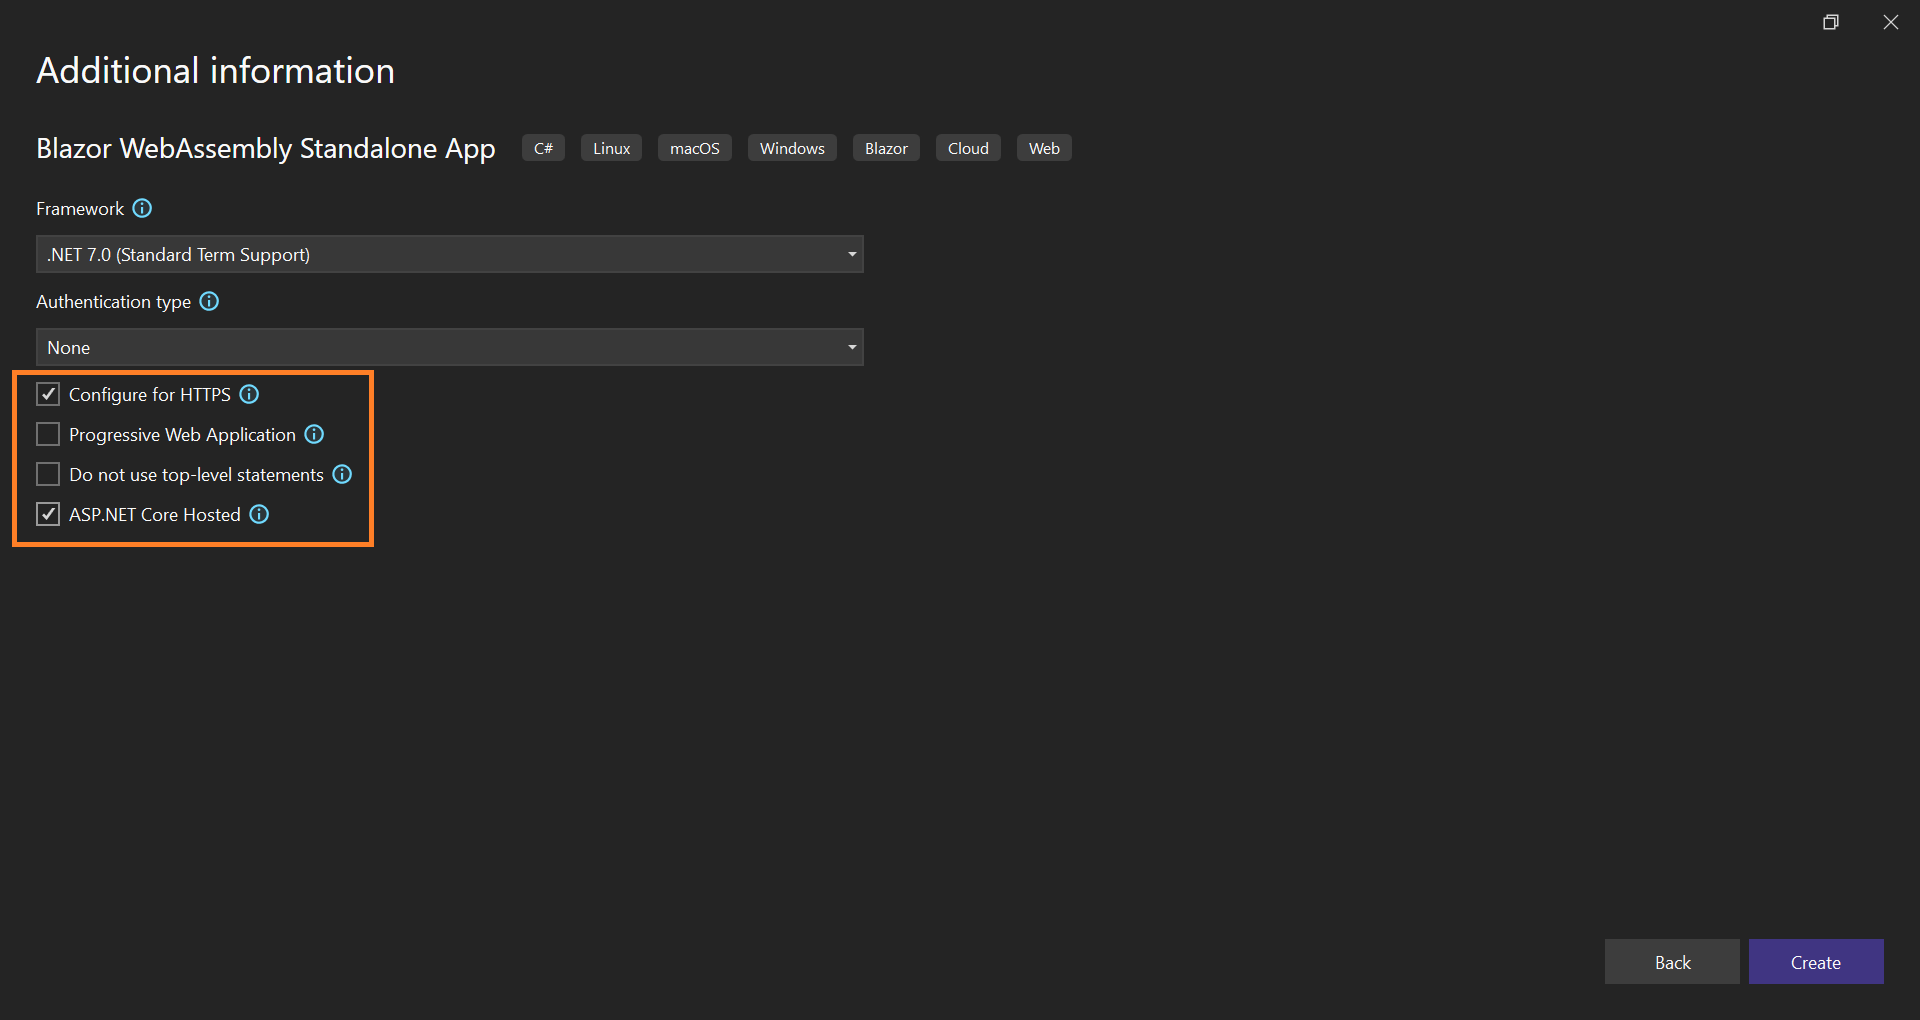 Additional information
Blazor WebAssembly Standalone App C# Linux macOS Windows Blazor Cloud Web
Framework
.NET 7.0 (Standard Term Support)
Authentication type
None
Configure for HTTPS
Progressive Web Application
Do not use top-level statements
ASP.NET Core Hosted
Back Create